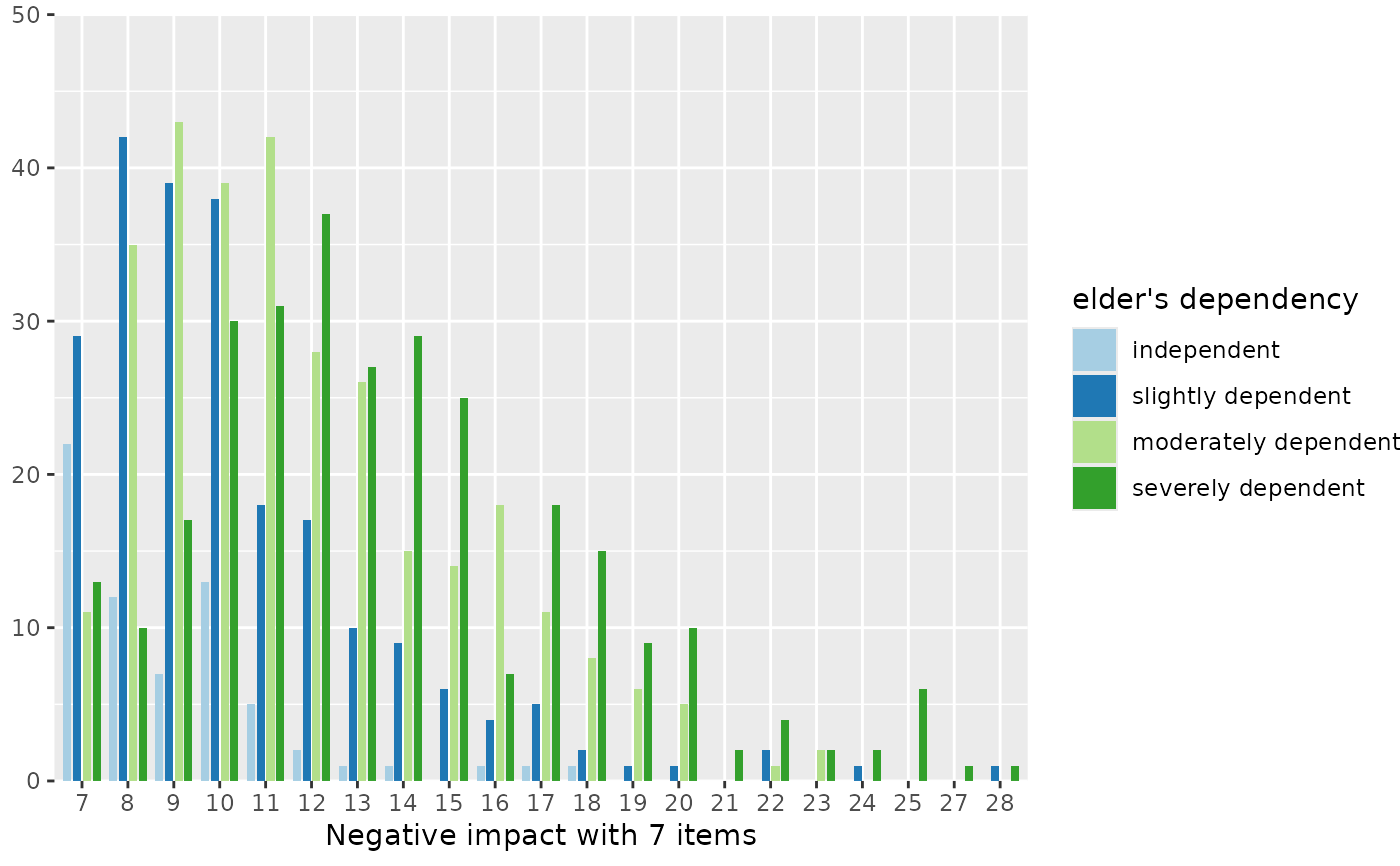 50
40
30
20
10
0
7 8 9 10 11 12 13 14 15 16 17 18 19 20 21 22 23 24 25 27 28
Negative impact with 7 items
elder's dependency
independent
slightly dependent
moderately dependent
severely dependent